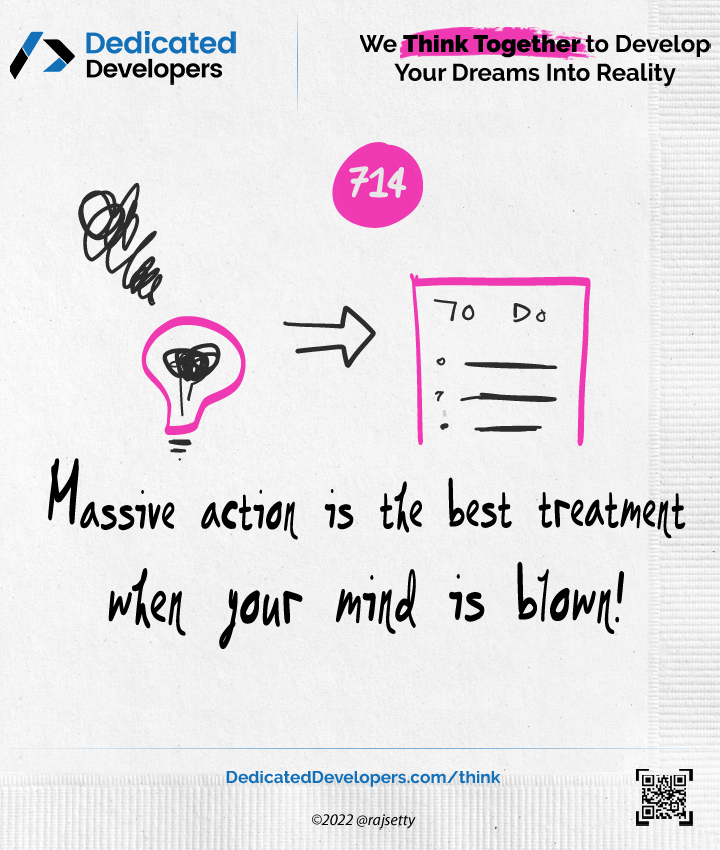 Dedicated
Developers
We Think Together to Develop
Your Dreams Into Reality
714
To Do
Massive action is the best treatment
when your mind is blown!
DedicatedDevelopers.com/think
©2022 @rajsetty